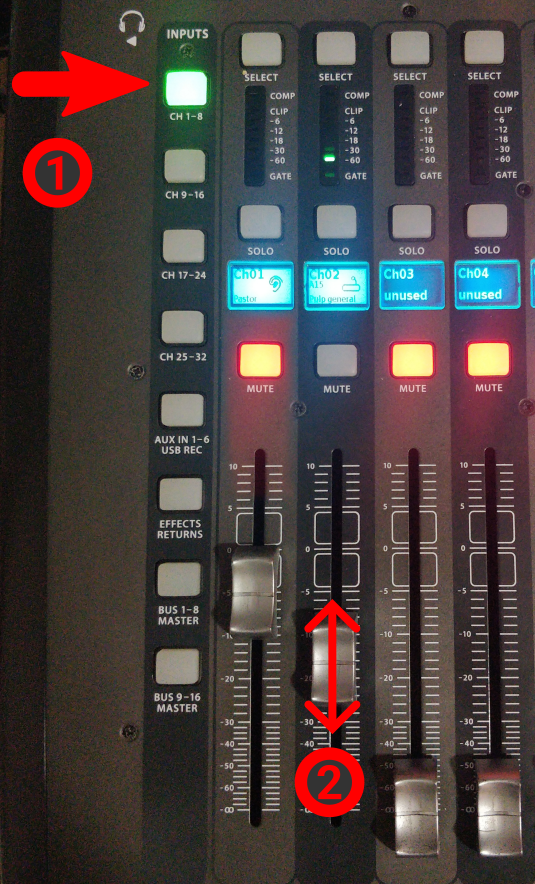 INPUTS
CH 1-8
CH 9-16
CH 17-24
CH 25-32
AUX IN 1-6
USB REC
EFFECTS
RETURNS
BUS 1-8
MASTER
BUS 9-16
MASTER
1
SELECT
COMP
CLIP
-6
-12
-18
-30
-60
GATE
SOLO
Ch01
Pastor
MUTE
10
5
0
-5
-10
-20
-30
-40
-50
-60
-00
SELECT
COMP
CLIP
-6
-12
-18
-30
-60
GATE
SOLO
Ch02
A15
Pulp general
MUTE
10
5
0
-5
-10
-20
-30
-40
2
SELECT
COMP
CLIP
-6
-12
-18
-30
-60
GATE
SOLO
Ch03
unused
MUTE
10
5
0
-5
-10
-20
-30
-40
-50
-60
-00
SELECT
COMP
CLIP
-6
-12
-18
-30
-60
GATE
SOLO
Ch04
unused
MUTE
10
5
0
-5
-10
-20
-30
-40
-50
-60
-00